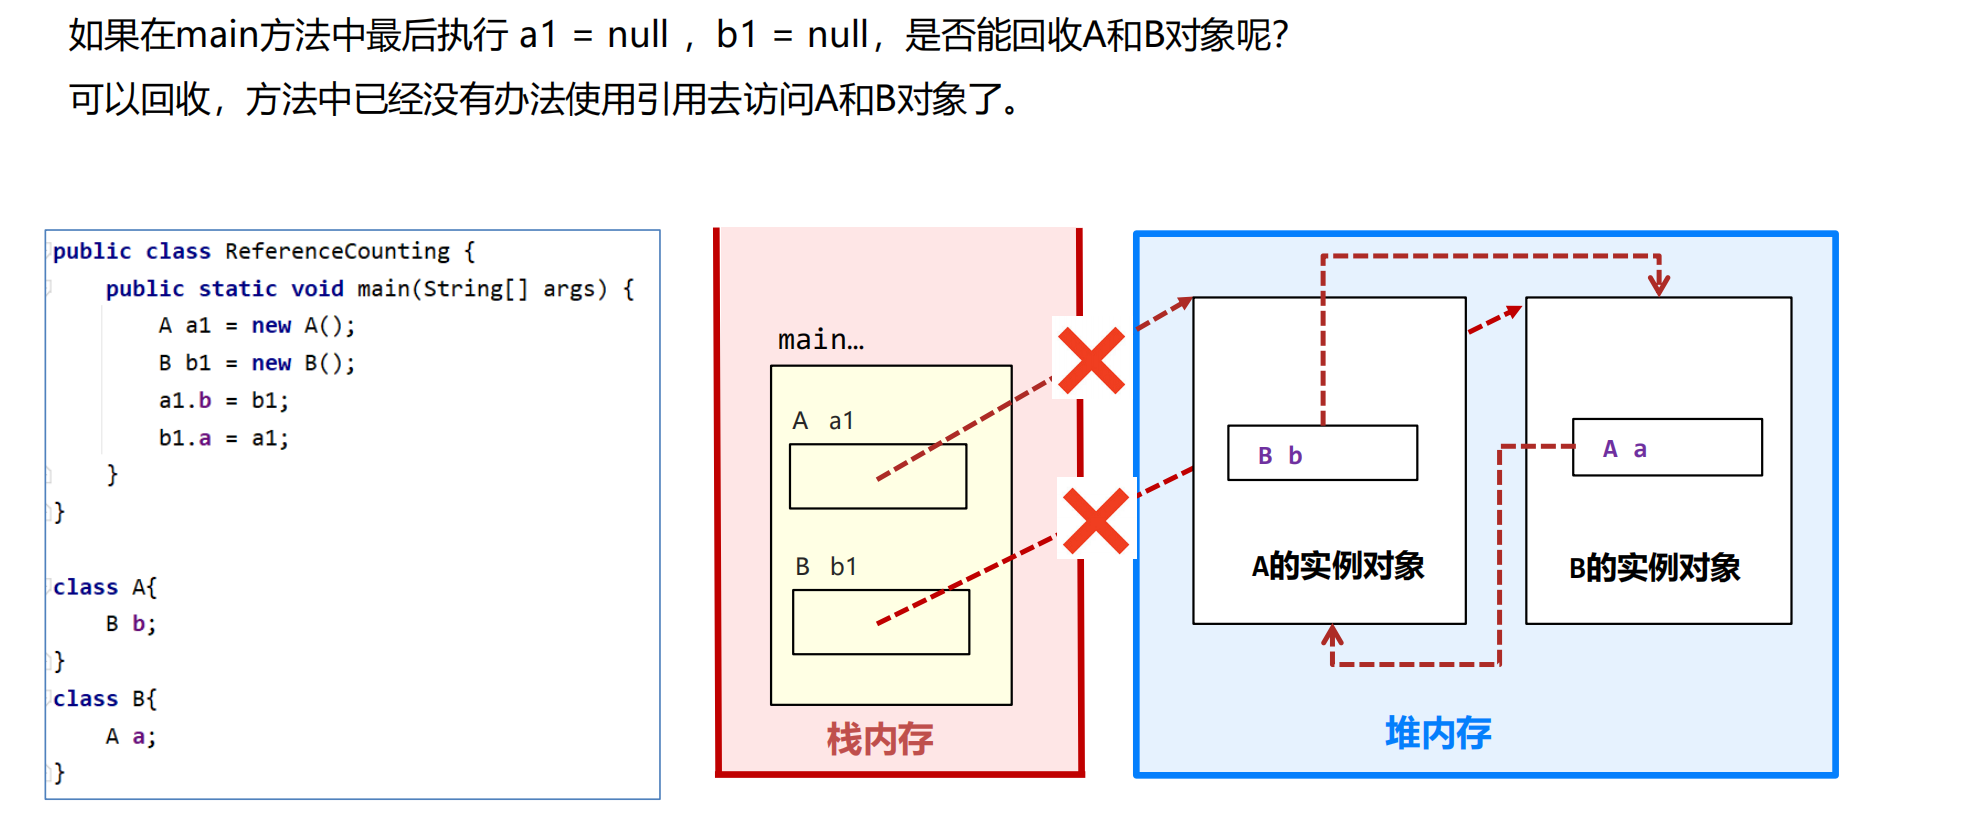 如果在main方法中最后执行 a1 = null ，b1 = null，是否能回收A和B对象呢？
可以回收，方法中已经没有办法使用引用去访问A和B对象了。
public class ReferenceCounting {
    public static void main(String[] args) {
        A a1 = new A();
        B b1 = new B();
        a1.b = b1;
        b1.a = a1;
    }
}
class A{
    B b;
}
class B{
    A a;
}
main…
A a1
B b1
栈内存
B b
A的实例对象
A a
B的实例对象
堆内存